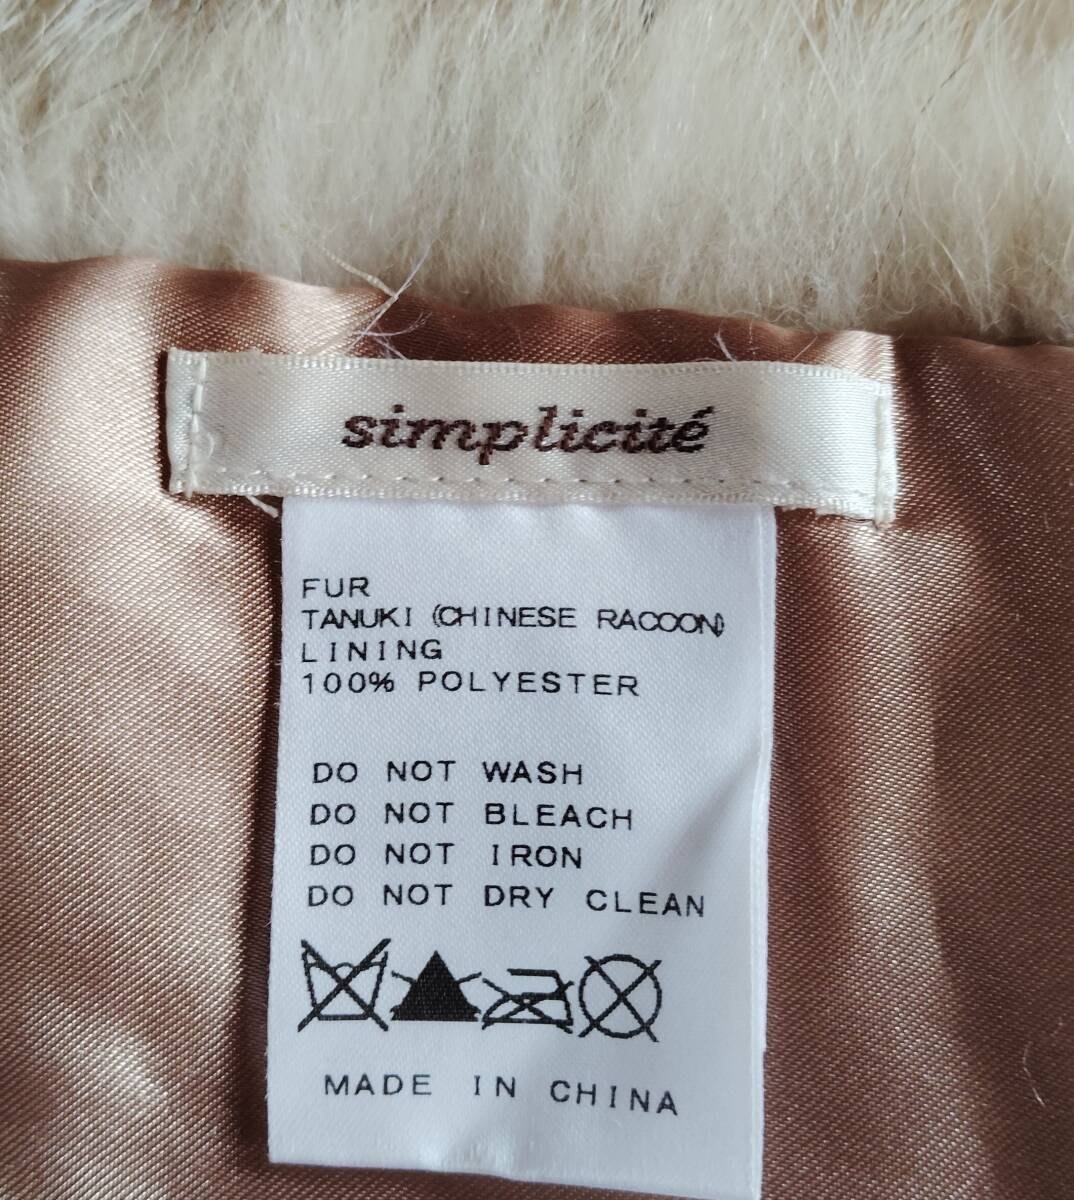 simplicité
FUR
TANUKI (CHINESE RACOON)
LINING
100% POLYESTER
DO NOT WASH
DO NOT BLEACH
DO NOT IRON
DO NOT DRY CLEAN
MADE IN CHINA